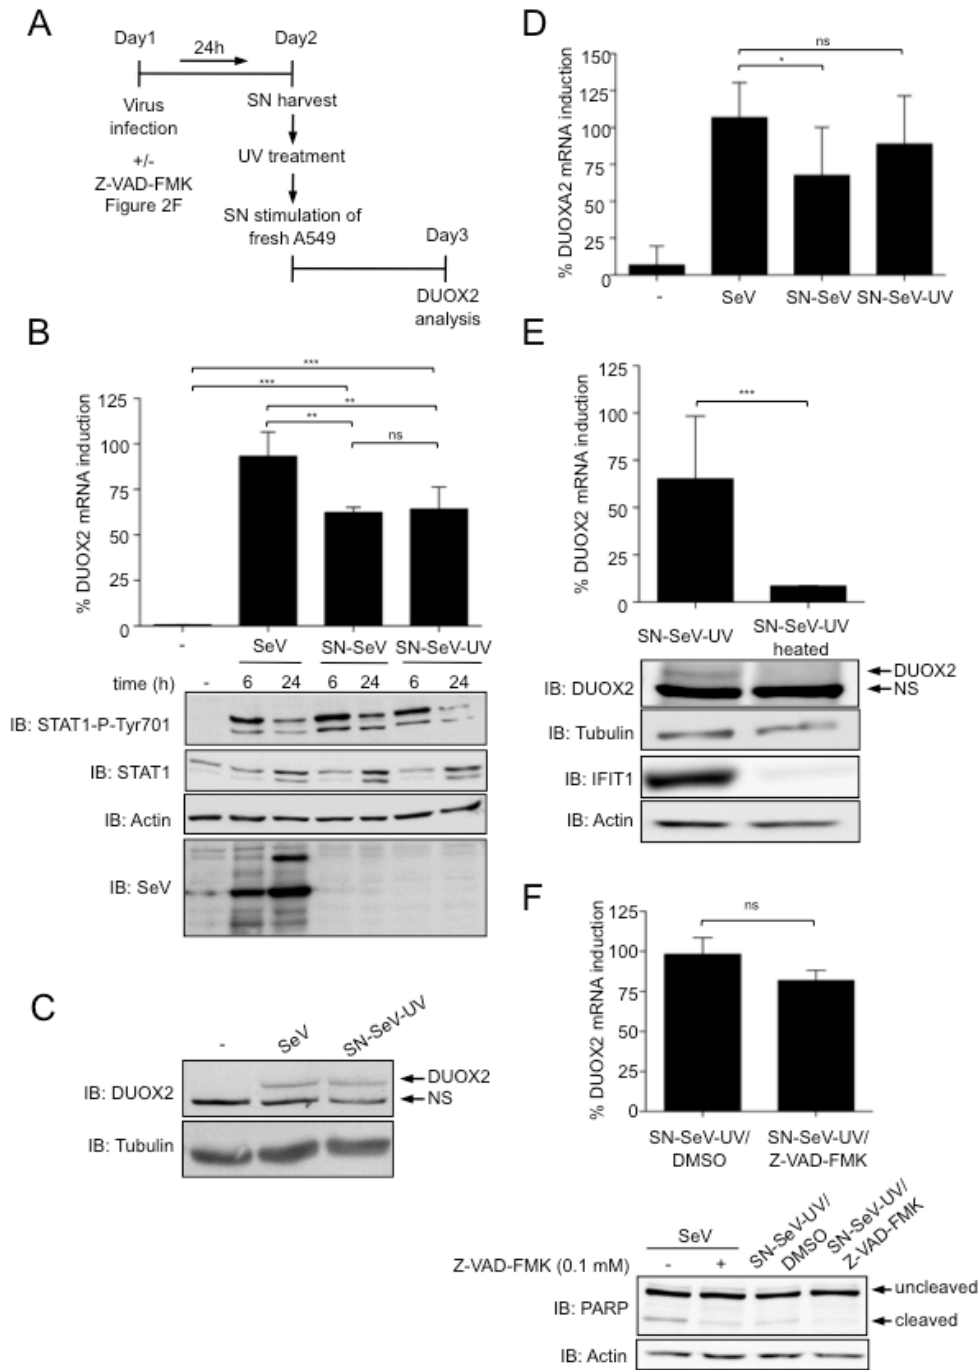 A
Day1
24h
Day2
Virus
infection
+/-
Z-VAD-FMK
Figure 2F
SN harvest
UV treatment
SN stimulation of
fresh A549
Day3
DUOX2
analysis
B
% DUOX2 mRNA induction
125
100
75
50
25
0
***
***
**
**
ns
-
SeV
SN-SeV
SN-SeV-UV
time (h)
-
6
24
6
24
6
24
IB: STAT1-P-Tyr701
IB: STAT1
IB: Actin
IB: SeV
C
-
SeV
SN-SeV-UV
IB: DUOX2
DUOX2
NS
IB: Tubulin
D
% DUOXA2 mRNA induction
150
125
100
75
50
25
0
ns
*
-
SeV
SN-SeV
SN-SeV-UV
E
% DUOX2 mRNA induction
125
100
75
50
25
0
***
SN-SeV-UV
SN-SeV-UV
heated
IB: DUOX2
DUOX2
NS
IB: Tubulin
IB: IFIT1
IB: Actin
F
% DUOX2 mRNA induction
125
100
75
50
25
0
ns
SN-SeV-UV/
DMSO
SN-SeV-UV/
Z-VAD-FMK
SeV
SN-SeV-UV/
DMSO
SN-SeV-UV/
Z-VAD-FMK
Z-VAD-FMK (0.1 mM)
-
+
IB: PARP
uncleaved
cleaved
IB: Actin